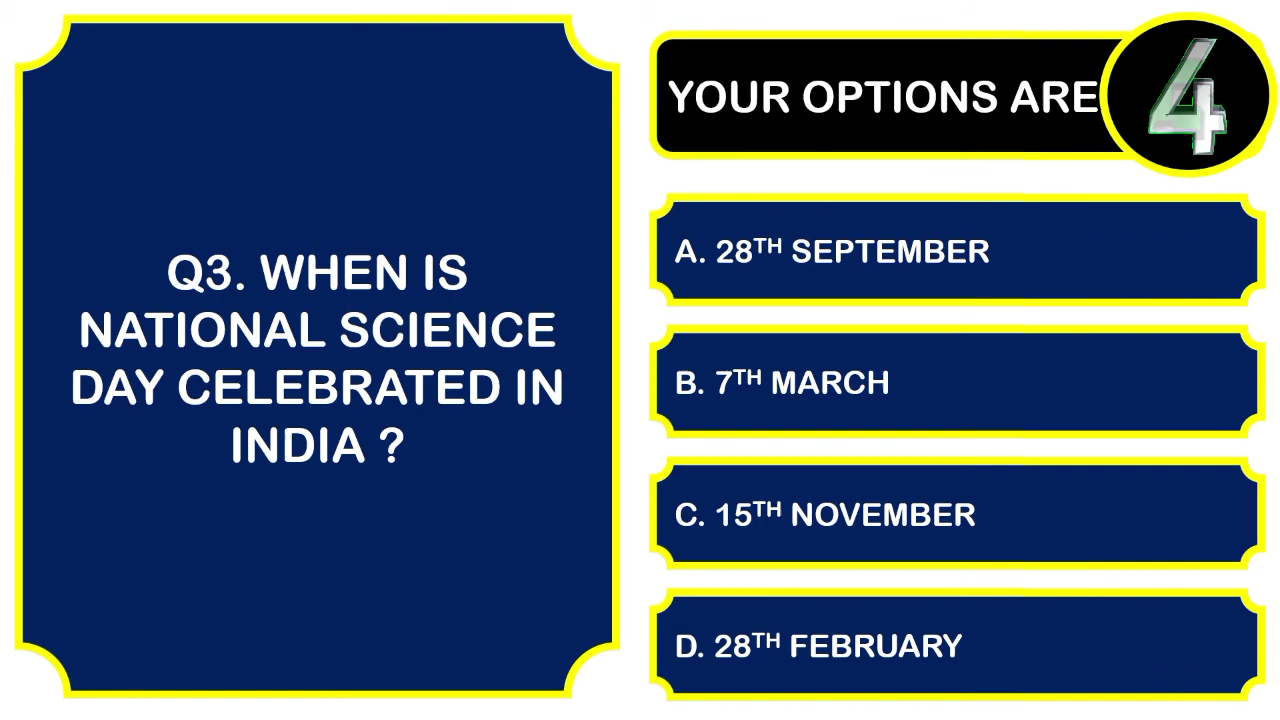 Q3. WHEN IS
NATIONAL SCIENCE
DAY CELEBRATED IN
INDIA ?
YOUR OPTIONS ARE
4
A. 28TH SEPTEMBER
B. 7TH MARCH
C. 15TH NOVEMBER
D. 28TH FEBRUARY